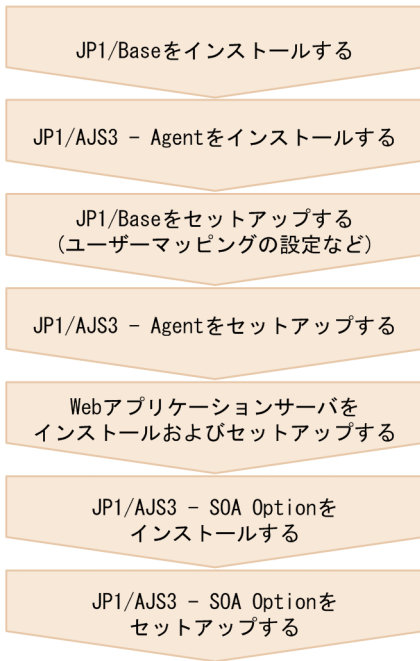 JP1/Baseをインストールする
JP1/AJS3 - Agentをインストールする
JP1/Baseをセットアップする
(ユーザーマッピングの設定など)
JP1/AJS3 - Agentをセットアップする
Webアプリケーションサーバを
インストールおよびセットアップする
JP1/AJS3 - SOA Optionを
インストールする
JP1/AJS3 - SOA Optionを
セットアップする